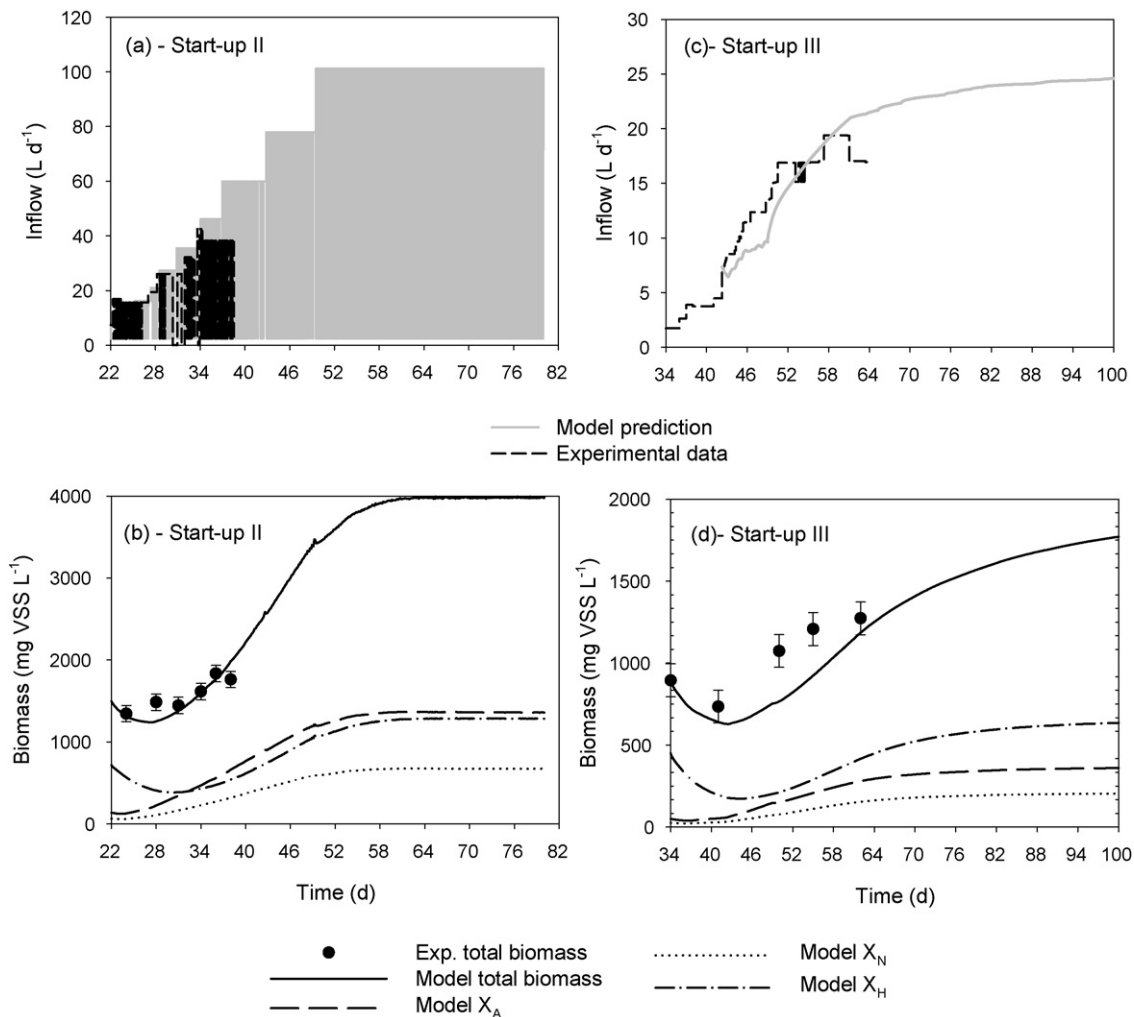 (a) - Start-up II
Inflow (L d-1)
120
100
80
60
40
20
0
22 28 34 40 46 52 58 64 70 76 82
(c)- Start-up III
Inflow (L d-1)
30
25
20
15
10
5
0
34 40 46 52 58 64 70 76 82 88 94 100
Model prediction
Experimental data
(b) - Start-up II
Biomass (mg VSS L-1)
4000
3000
2000
1000
0
22 28 34 40 46 52 58 64 70 76 82
Time (d)
(d)- Start-up III
Biomass (mg VSS L-1)
2000
1500
1000
500
0
34 41 46 52 58 64 70 76 82 88 94 100
Time (d)
Exp. total biomass
Model total biomass
Model XA
Model XN
Model XH